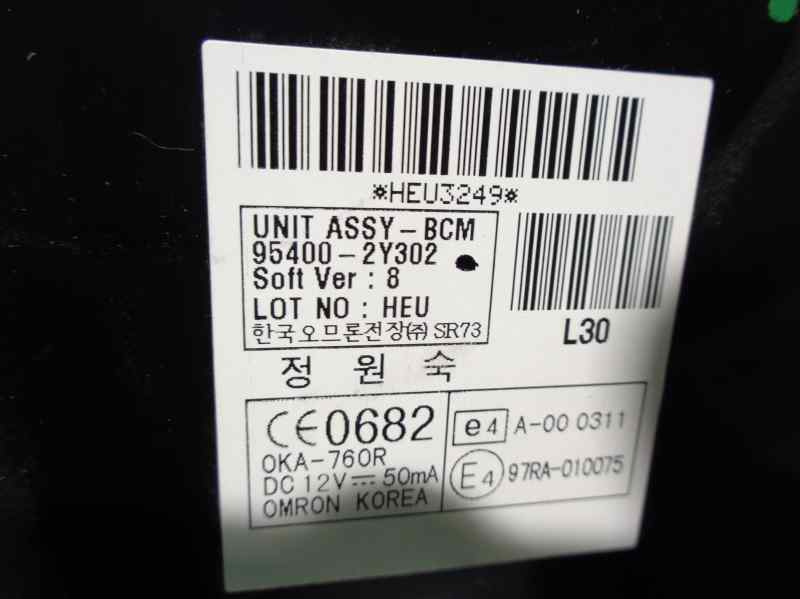 *HEU3249*
UNIT ASSY-BCM
95400-2Y302
Soft Ver : 8
LOT NO : HEU
한국오므론전장㈜ SR73
L30
정 원 숙
CE0682
OKA-760R
DC 12V⎓50mA
OMRON KOREA
e4 A-00 0311
E4 97RA-010075